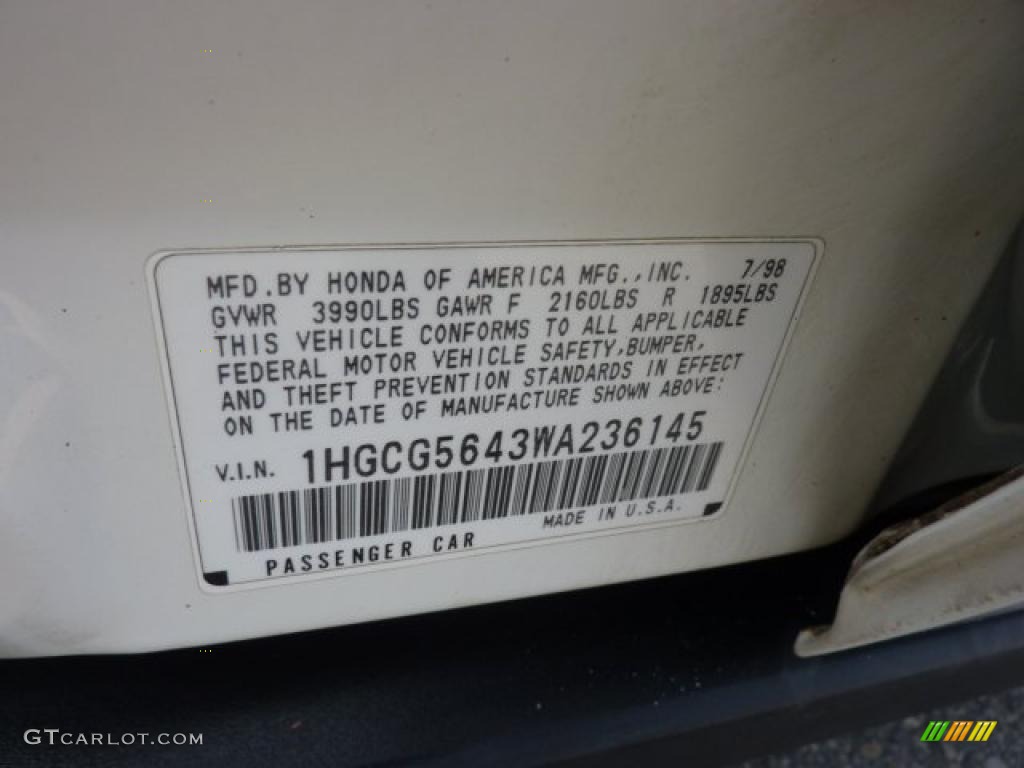 MFD.BY HONDA OF AMERICA MFG.,INC. 7/98
GVWR 3990LBS GAWR F 2160LBS R 1895LBS
THIS VEHICLE CONFORMS TO ALL APPLICABLE
FEDERAL MOTOR VEHICLE SAFETY,BUMPER,
AND THEFT PREVENTION STANDARDS IN EFFECT
ON THE DATE OF MANUFACTURE SHOWN ABOVE:
V.I.N. 1HGCG5643WA236145
MADE IN U.S.A.
PASSENGER CAR
GTCARLOT.COM